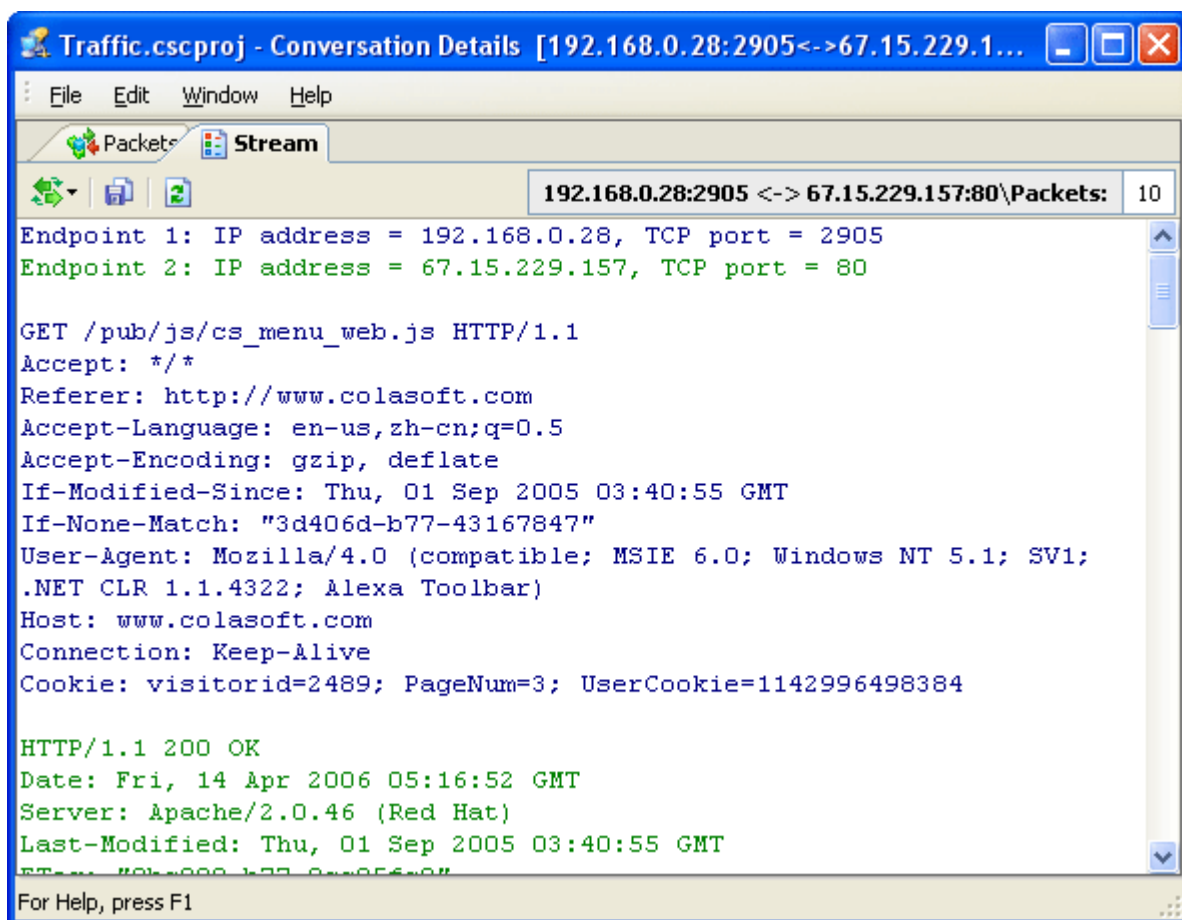 Traffic.cscproj - Conversation Details [192.168.0.28:2905<->67.15.229.1...
File Edit Window Help
Packets Stream
192.168.0.28:2905 <-> 67.15.229.157:80\Packets: 10
Endpoint 1: IP address = 192.168.0.28, TCP port = 2905
Endpoint 2: IP address = 67.15.229.157, TCP port = 80
GET /pub/js/cs_menu_web.js HTTP/1.1
Accept: */*
Referer: http://www.colasoft.com
Accept-Language: en-us,zh-cn;q=0.5
Accept-Encoding: gzip, deflate
If-Modified-Since: Thu, 01 Sep 2005 03:40:55 GMT
If-None-Match: "3d406d-b77-43167847"
User-Agent: Mozilla/4.0 (compatible; MSIE 6.0; Windows NT 5.1; SV1;
.NET CLR 1.1.4322; Alexa Toolbar)
Host: www.colasoft.com
Connection: Keep-Alive
Cookie: visitorid=2489; PageNum=3; UserCookie=1142996498384
HTTP/1.1 200 OK
Date: Fri, 14 Apr 2006 05:16:52 GMT
Server: Apache/2.0.46 (Red Hat)
Last-Modified: Thu, 01 Sep 2005 03:40:55 GMT
ETag:
For Help, press F1